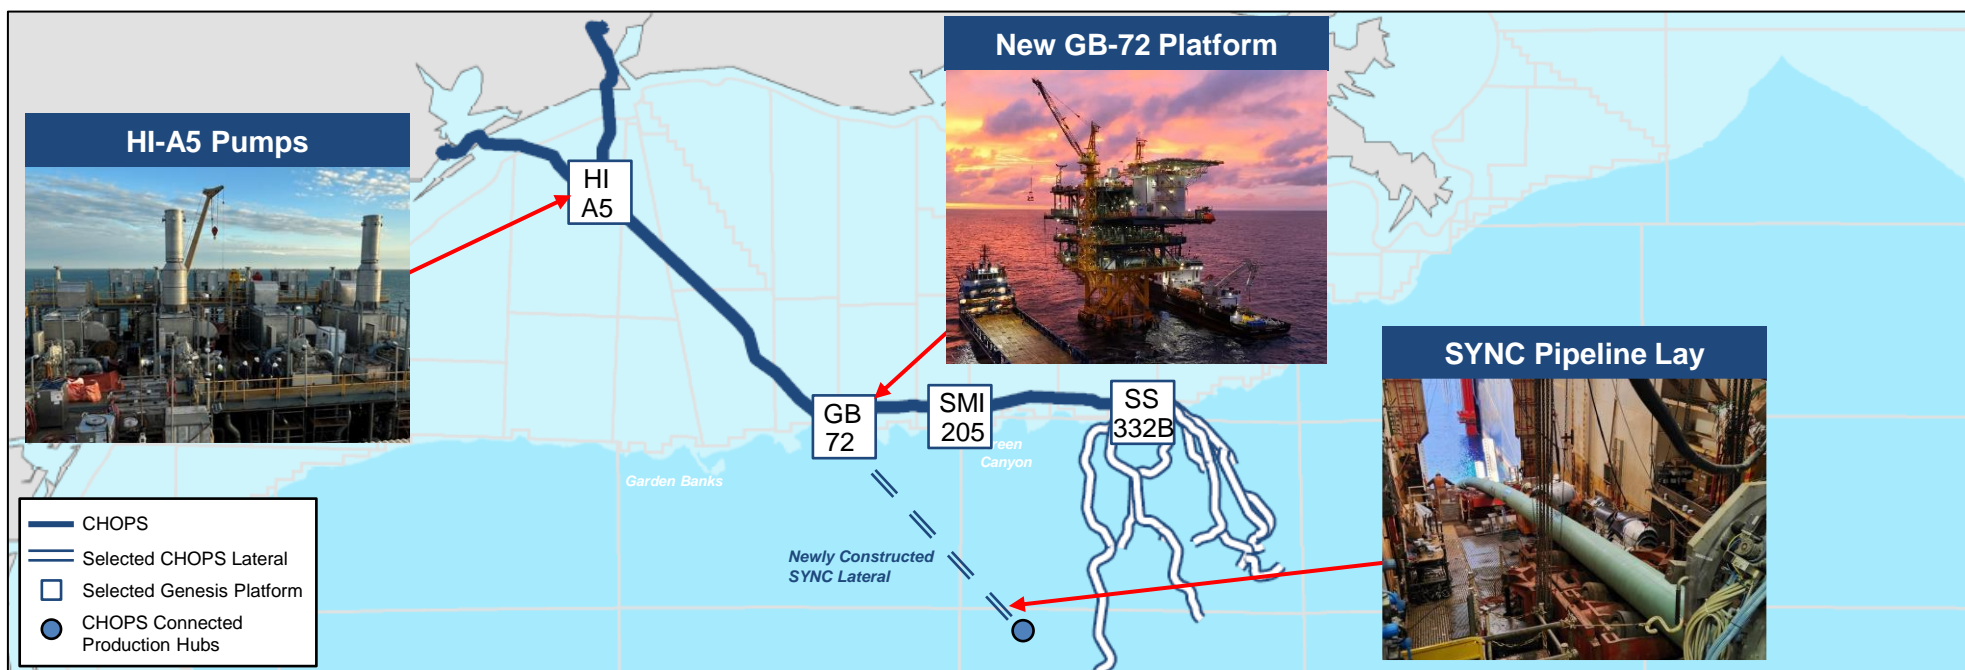 New GB-72 Platform
HI-A5 Pumps
HI
A5
SYNC Pipeline Lay
GB
72
SMI
205
SS
332B
reen
Canyon
Garden Banks
Newly Constructed
SYNC Lateral
CHOPS
Selected CHOPS Lateral
Selected Genesis Platform
CHOPS Connected
Production Hubs